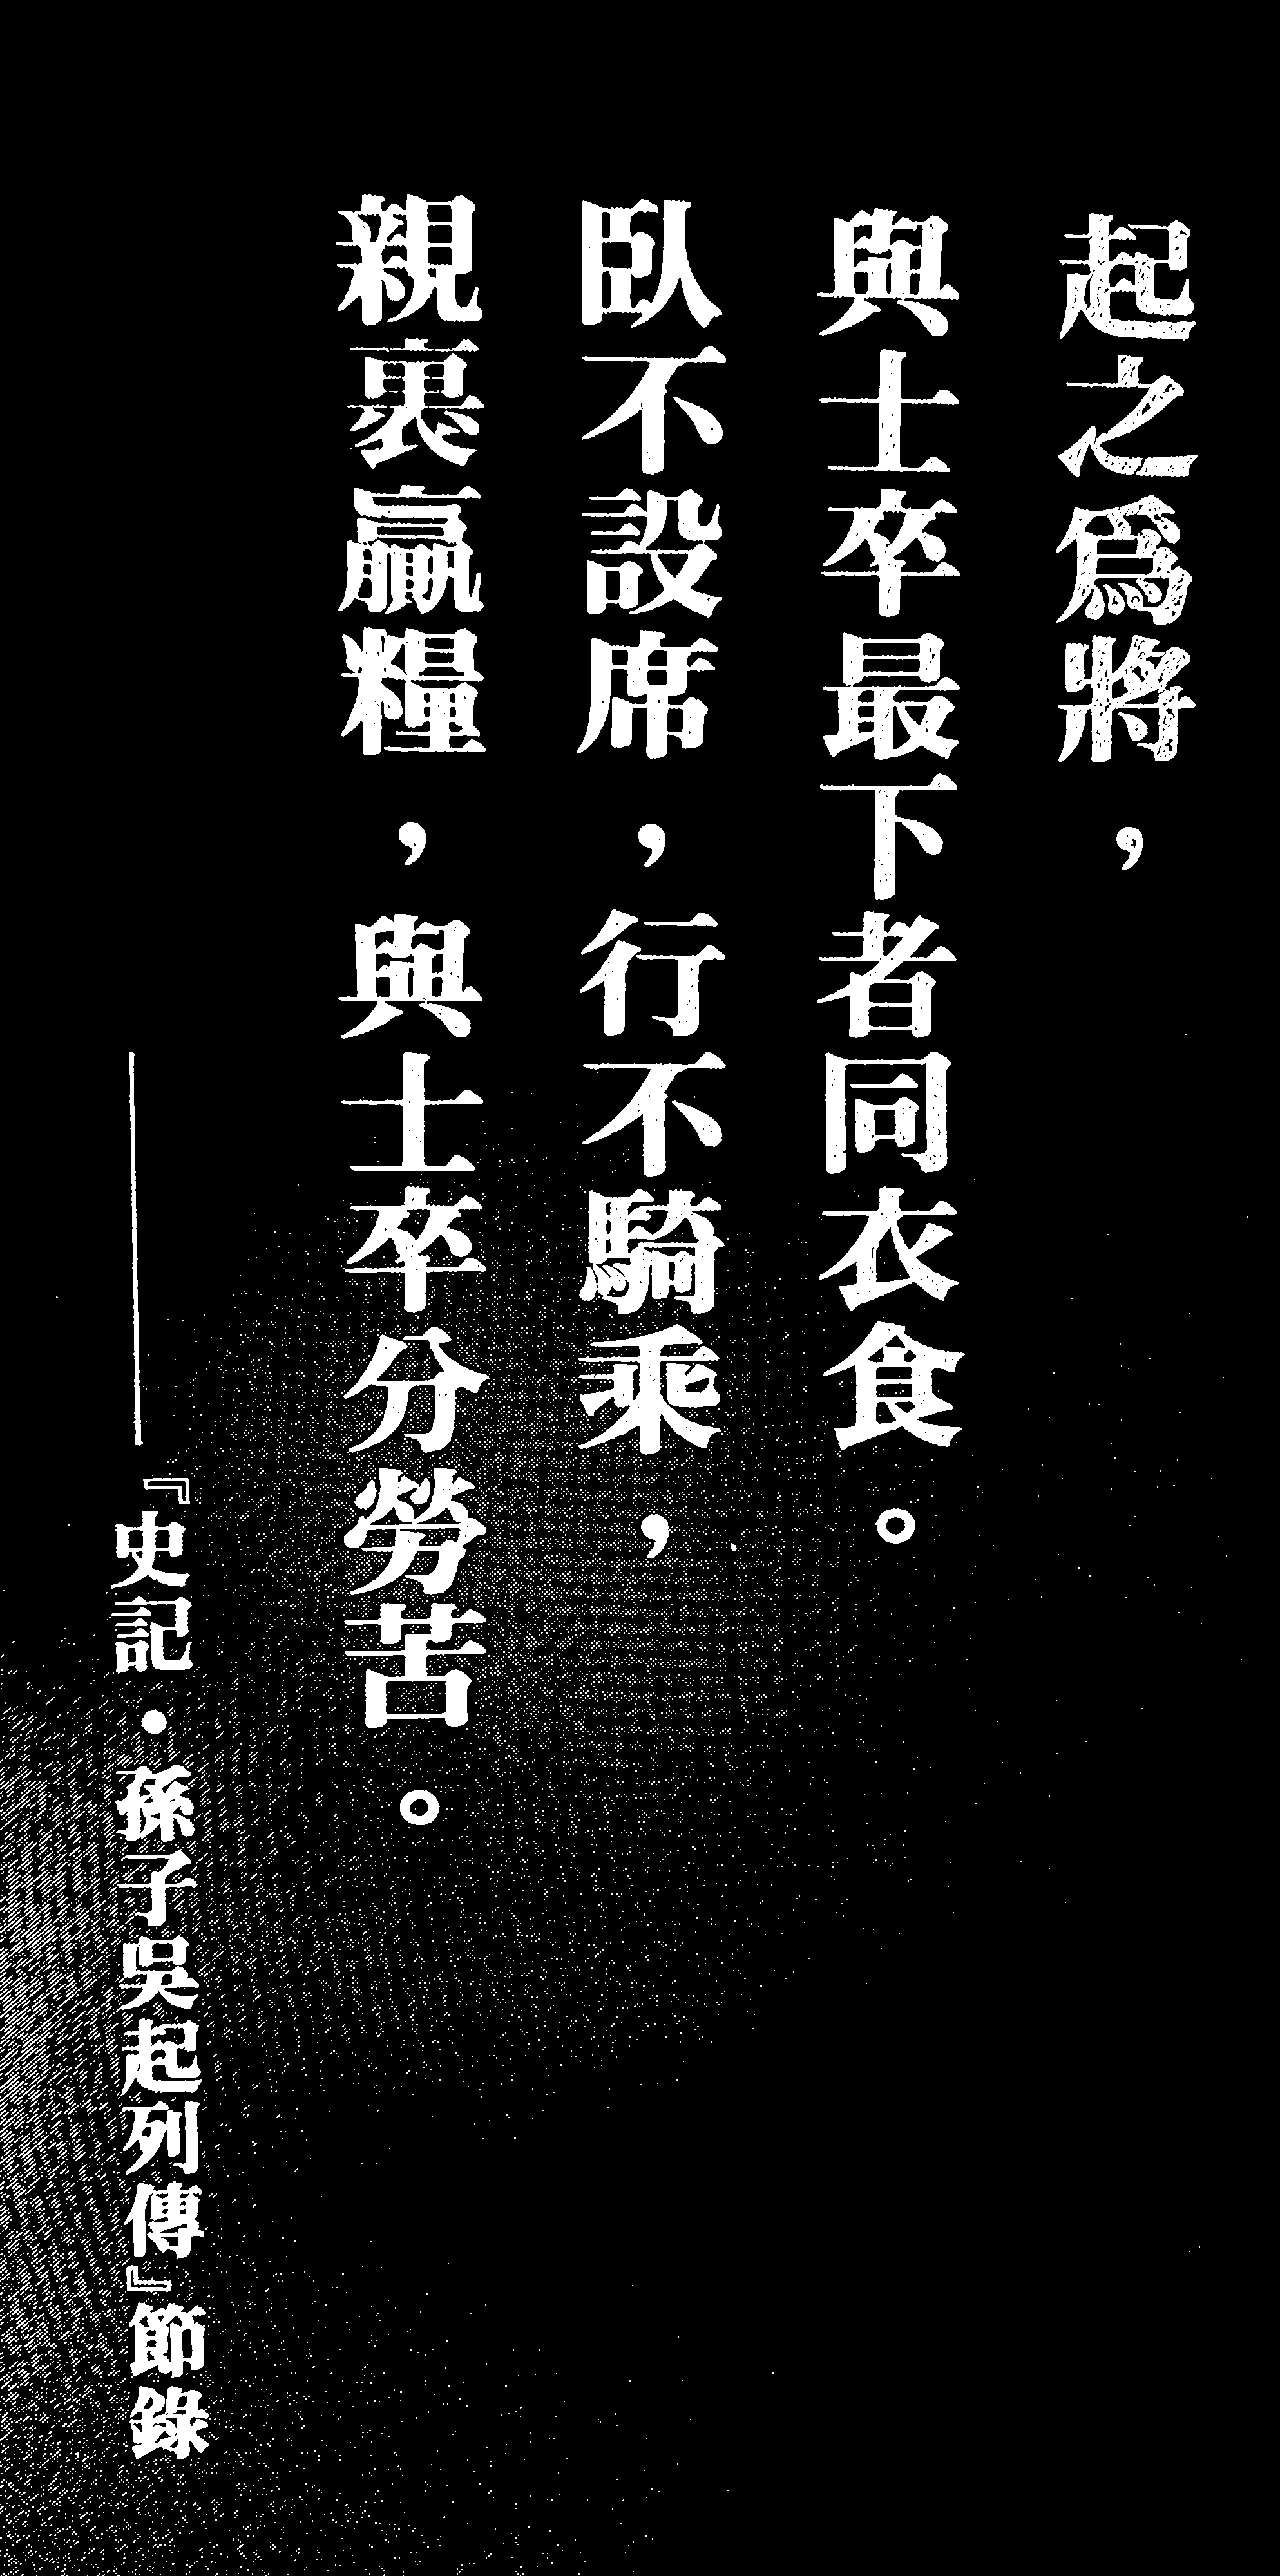 起之爲將，
與士卒最下者同衣食。
臥不設席，行不騎乘，
親裹贏糧，與士卒分勞苦。
——『史記・孫子吳起列傳』節錄